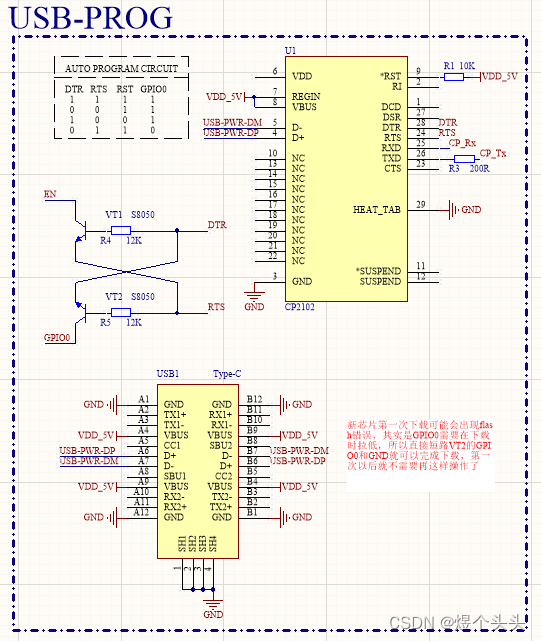 USB-PROG
AUTO PROGRAM CIRCUIT
DTR RTS RST GPIO0
1 1 1 1
0 0 1 1
1 0 0 1
0 1 1 0
U1
6 VDD
VDD_5V 7 REGIN
8 VBUS
USB-PWR-DM 5 D-
USB-PWR-DP 4 D+
10 NC
13 NC
14 NC
15 NC
16 NC
17 NC
18 NC
19 NC
20 NC
21 NC
22 NC
3 GND
GND
CP2102
*RST 9 R1 10K VDD_5V
RI 2
DCD 1
DSR 27
DTR 28 DTR
RTS 24 RTS
RXD 25 CP_Rx
TXD 26 CP_Tx
CTS 23 R3 200R
HEAT_TAB 29 GND
*SUSPEND 11
SUSPEND 12
EN
VT1 S8050
DTR
R4 12K
VT2 S8050
RTS
R5 12K
GPIO0
USB1 Type-C
GND A1 GND GND B12 GND
A2 TX1+ RX1+ B11
A3 TX1- RX1- B10
VDD_5V A4 VBUS VBUS B9 VDD_5V
A5 CC1 SBU2 B8
USB-PWR-DP A6 D+ D- B7 USB-PWR-DM
USB-PWR-DM A7 D- D+ B6 USB-PWR-DP
A8 SBU1 CC2 B5
VDD_5V A9 VBUS VBUS B4 VDD_5V
A10 RX2- TX2- B3
A11 RX2+ TX2+ B2
GND A12 GND GND B1 GND
SH1 SH2 SH3 SH4
1 2 3 4
GND
新芯片第一次下载可能会出现flas
h错误，其实是GPIO0需要在下载
时拉低，所以直接短路VT2的GPI
O0和GND就可以完成下载，第一
次以后就不需要再这样操作了
CSDN @煜个头头